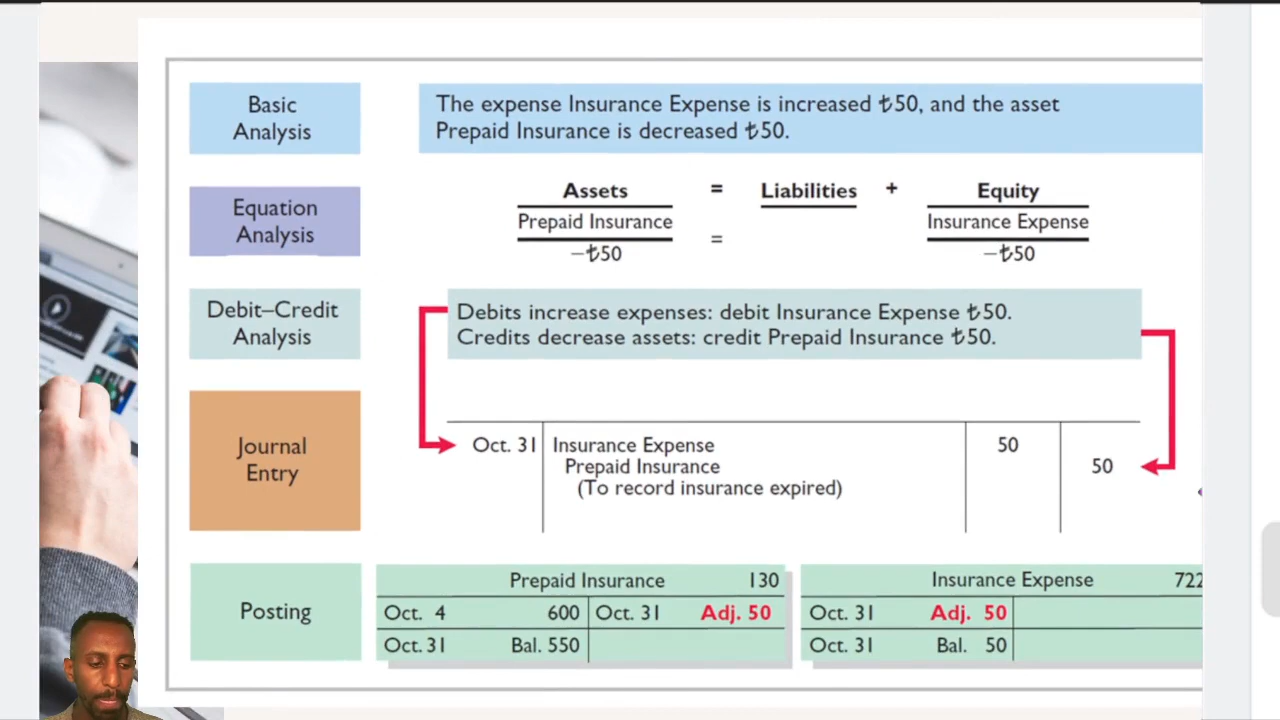 Basic
Analysis
The expense Insurance Expense is increased ₺50, and the asset
Prepaid Insurance is decreased ₺50.
Equation
Analysis
Assets = Liabilities + Equity
Prepaid Insurance = Insurance Expense
−₺50 −₺50
Debit–Credit
Analysis
Debits increase expenses: debit Insurance Expense ₺50.
Credits decrease assets: credit Prepaid Insurance ₺50.
Journal
Entry
Oct. 31 Insurance Expense 50
Prepaid Insurance 50
(To record insurance expired)
Posting
Prepaid Insurance 130
Oct. 4 600 Oct. 31 Adj. 50
Oct. 31 Bal. 550
Insurance Expense 722
Oct. 31 Adj. 50
Oct. 31 Bal. 50